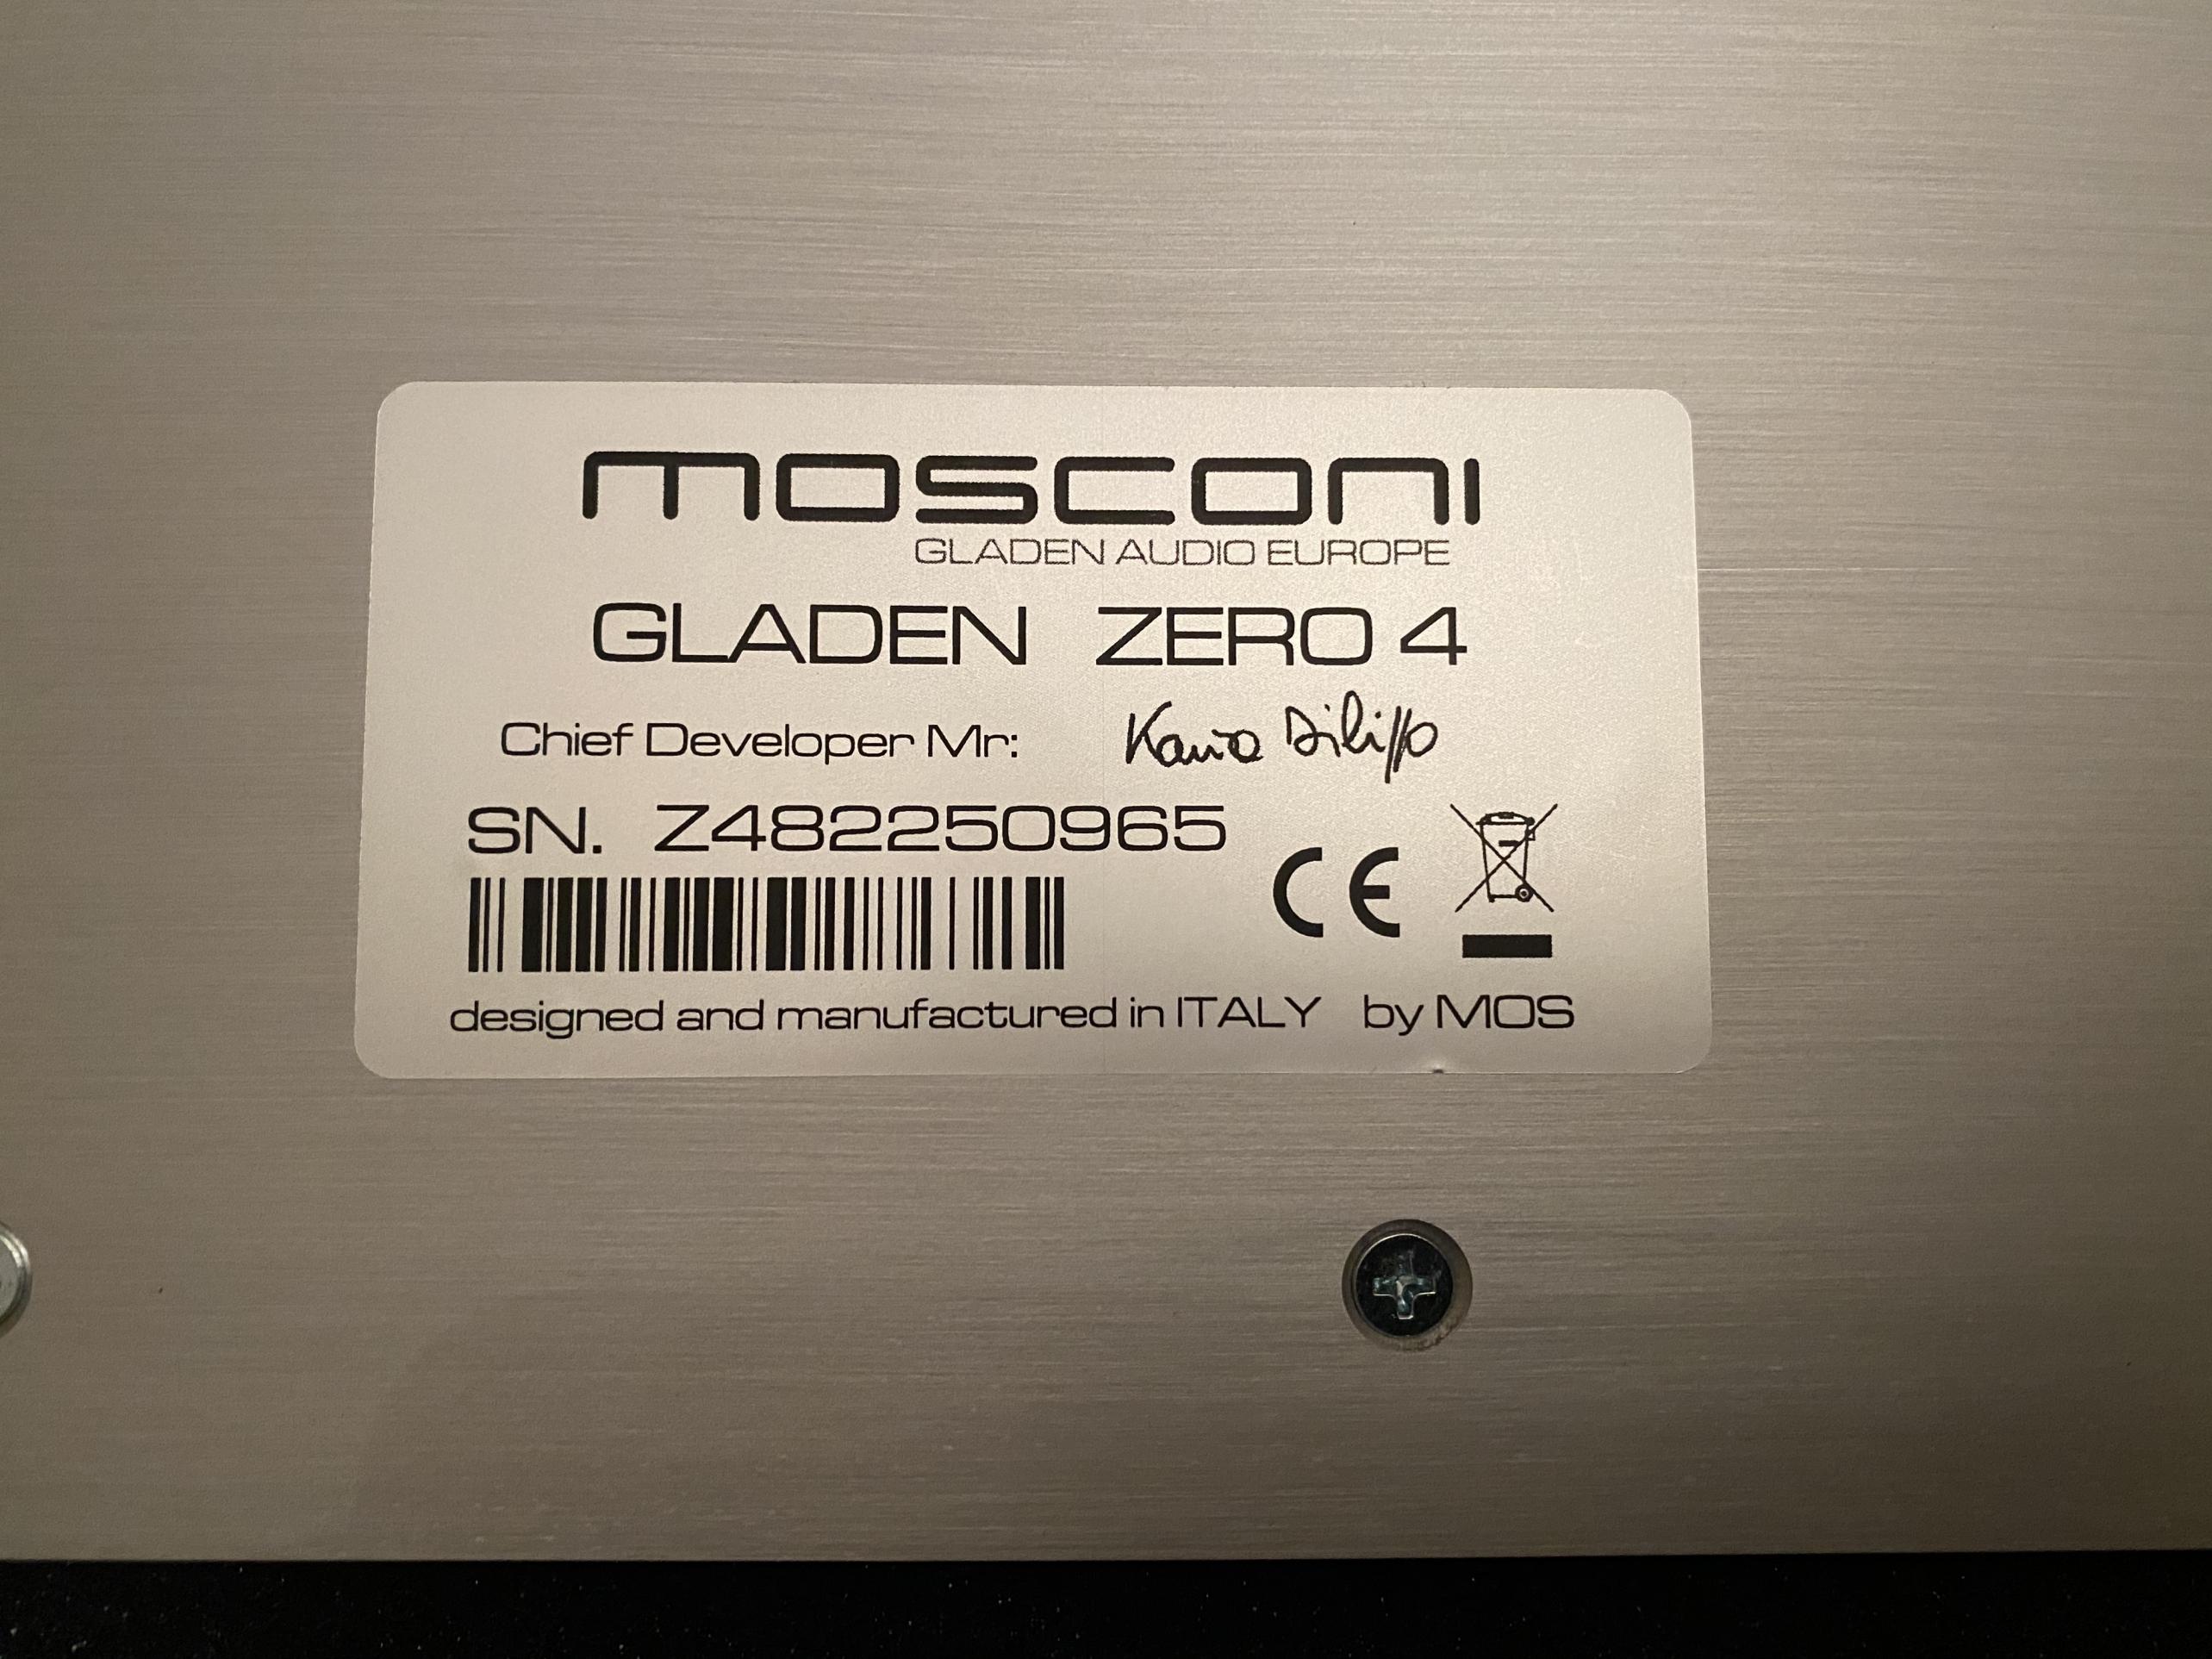 mosconi
GLADEN AUDIO EUROPE
GLADEN ZERO 4
Chief Developer Mr:
SN. Z482250965
CE
designed and manufactured in ITALY by MOS